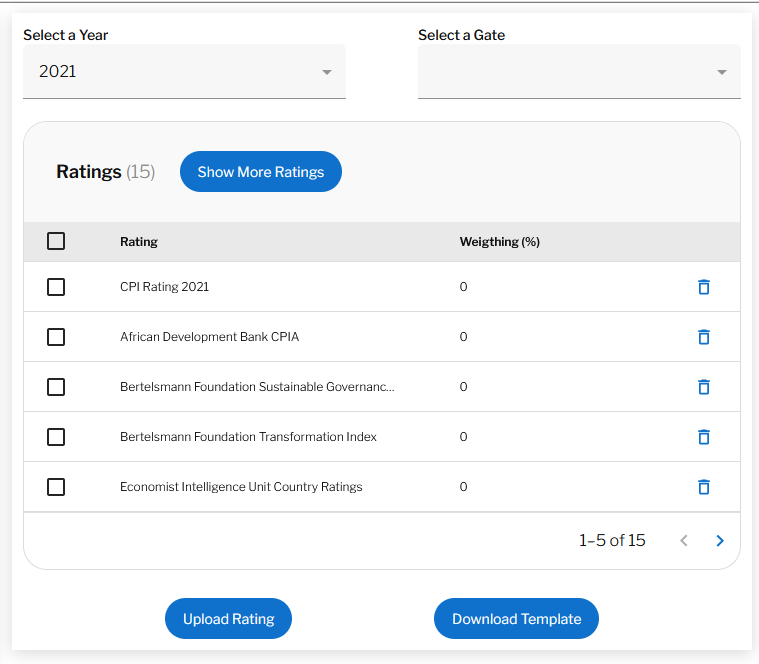 Select a Year
Select a Gate
2021
Ratings (15)
Show More Ratings
Rating
Weigthing (%)
CPI Rating 2021
0
African Development Bank CPIA
0
Bertelsmann Foundation Sustainable Governanc...
0
Bertelsmann Foundation Transformation Index
0
Economist Intelligence Unit Country Ratings
0
1–5 of 15
Upload Rating
Download Template